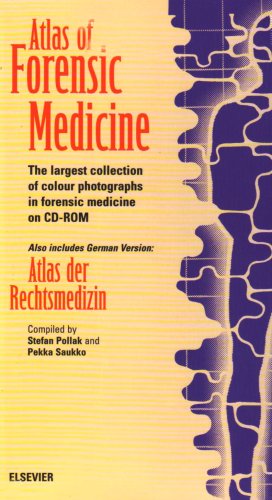 Atlas of
Forensic
Medicine
The largest collection
of colour photographs
in forensic medicine
on CD-ROM
Also includes German Version:
Atlas der
Rechtsmedizin
Compiled by
Stefan Pollak and
Pekka Saukko
ELSEVIER